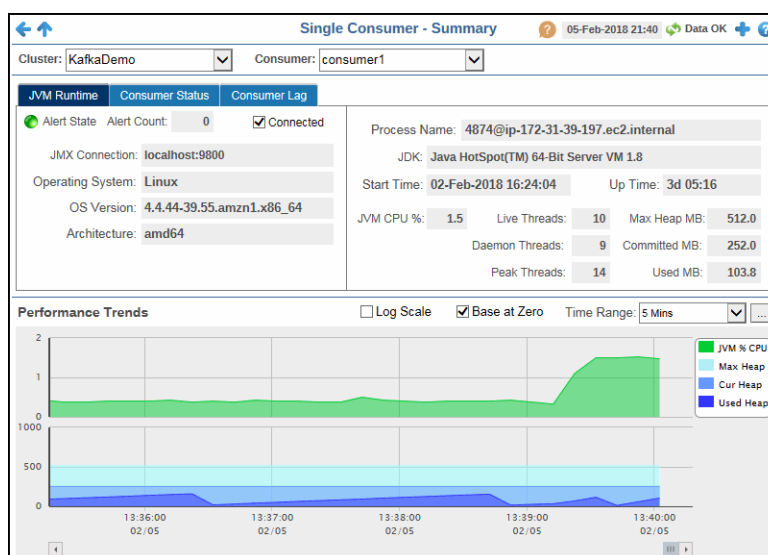 Single Consumer - Summary
05-Feb-2018 21:40 Data OK
Cluster: KafkaDemo Consumer: consumer1
JVM Runtime Consumer Status Consumer Lag
Alert State Alert Count: 0 Connected
Process Name: 4874@ip-172-31-39-197.ec2.internal
JMX Connection: localhost:9800
JDK: Java HotSpot(TM) 64-Bit Server VM 1.8
Operating System: Linux
Start Time: 02-Feb-2018 16:24:04 Up Time: 3d 05:16
OS Version: 4.4.44-39.55.amzn1.x86_64
JVM CPU %: 1.5 Live Threads: 10 Max Heap MB: 512.0
Architecture: amd64
Daemon Threads: 9 Committed MB: 252.0
Peak Threads: 14 Used MB: 103.8
Performance Trends Log Scale Base at Zero Time Range: 5 Mins ...
2
1
0
JVM % CPU
Max Heap
Cur Heap
Used Heap
1000
500
0
13:36:00 13:37:00 13:38:00 13:39:00 13:40:00
02/05 02/05 02/05 02/05 02/05